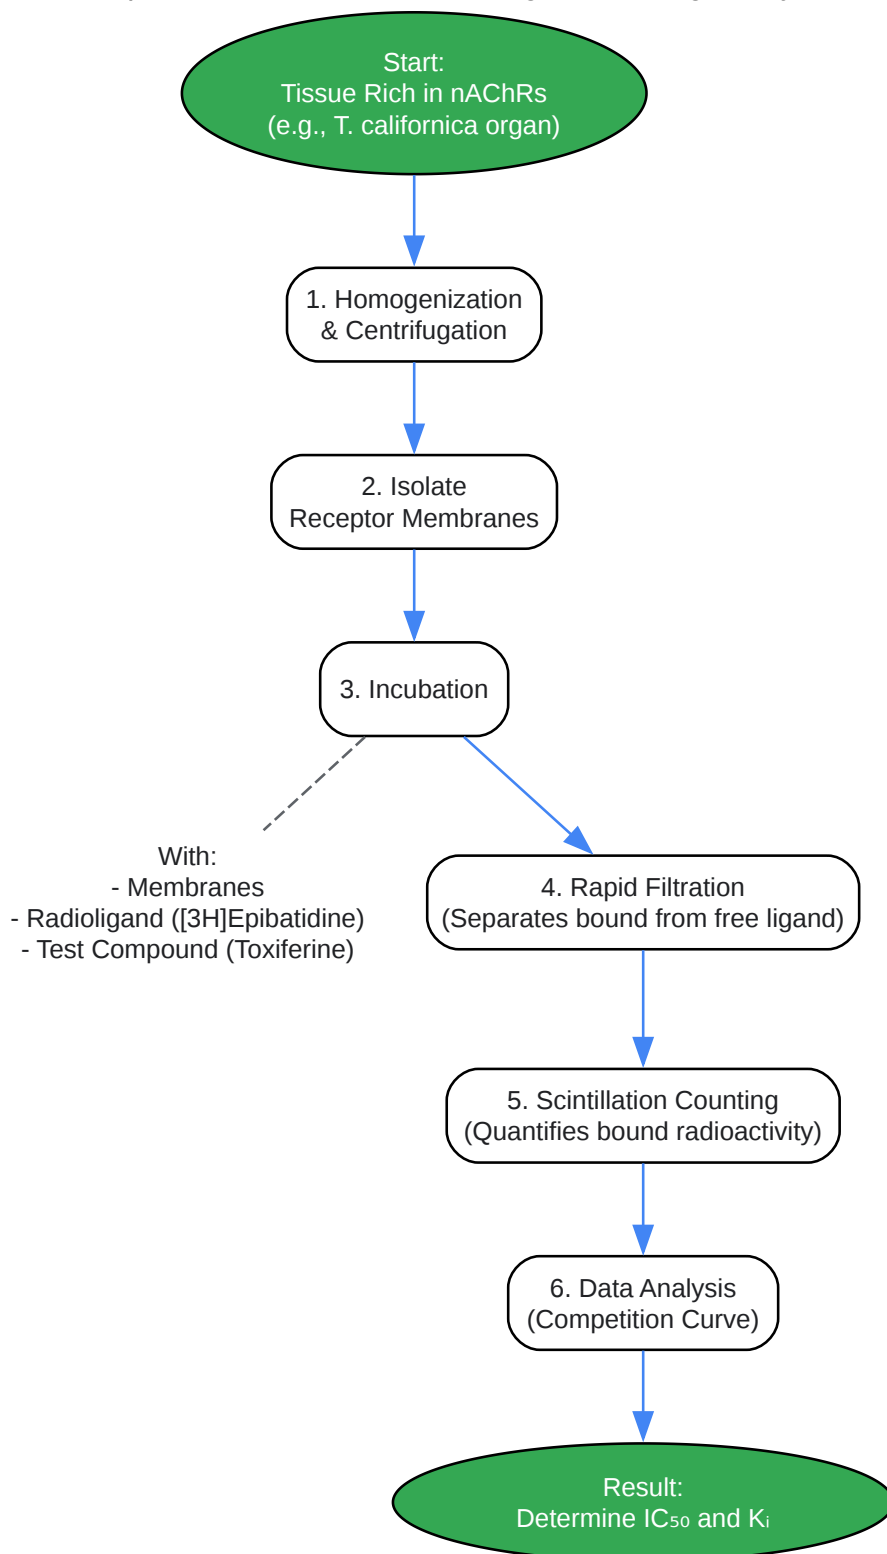 Start:
Tissue Rich in nAChRs
(e.g., T. californica organ)
1. Homogenization
& Centrifugation
2. Isolate
Receptor Membranes
3. Incubation
With:
- Membranes
- Radioligand ([3H]Epibatidine)
- Test Compound (Toxiferine)
4. Rapid Filtration
(Separates bound from free ligand)
5. Scintillation Counting
(Quantifies bound radioactivity)
6. Data Analysis
(Competition Curve)
Result:
Determine IC₅₀ and Kᵢ